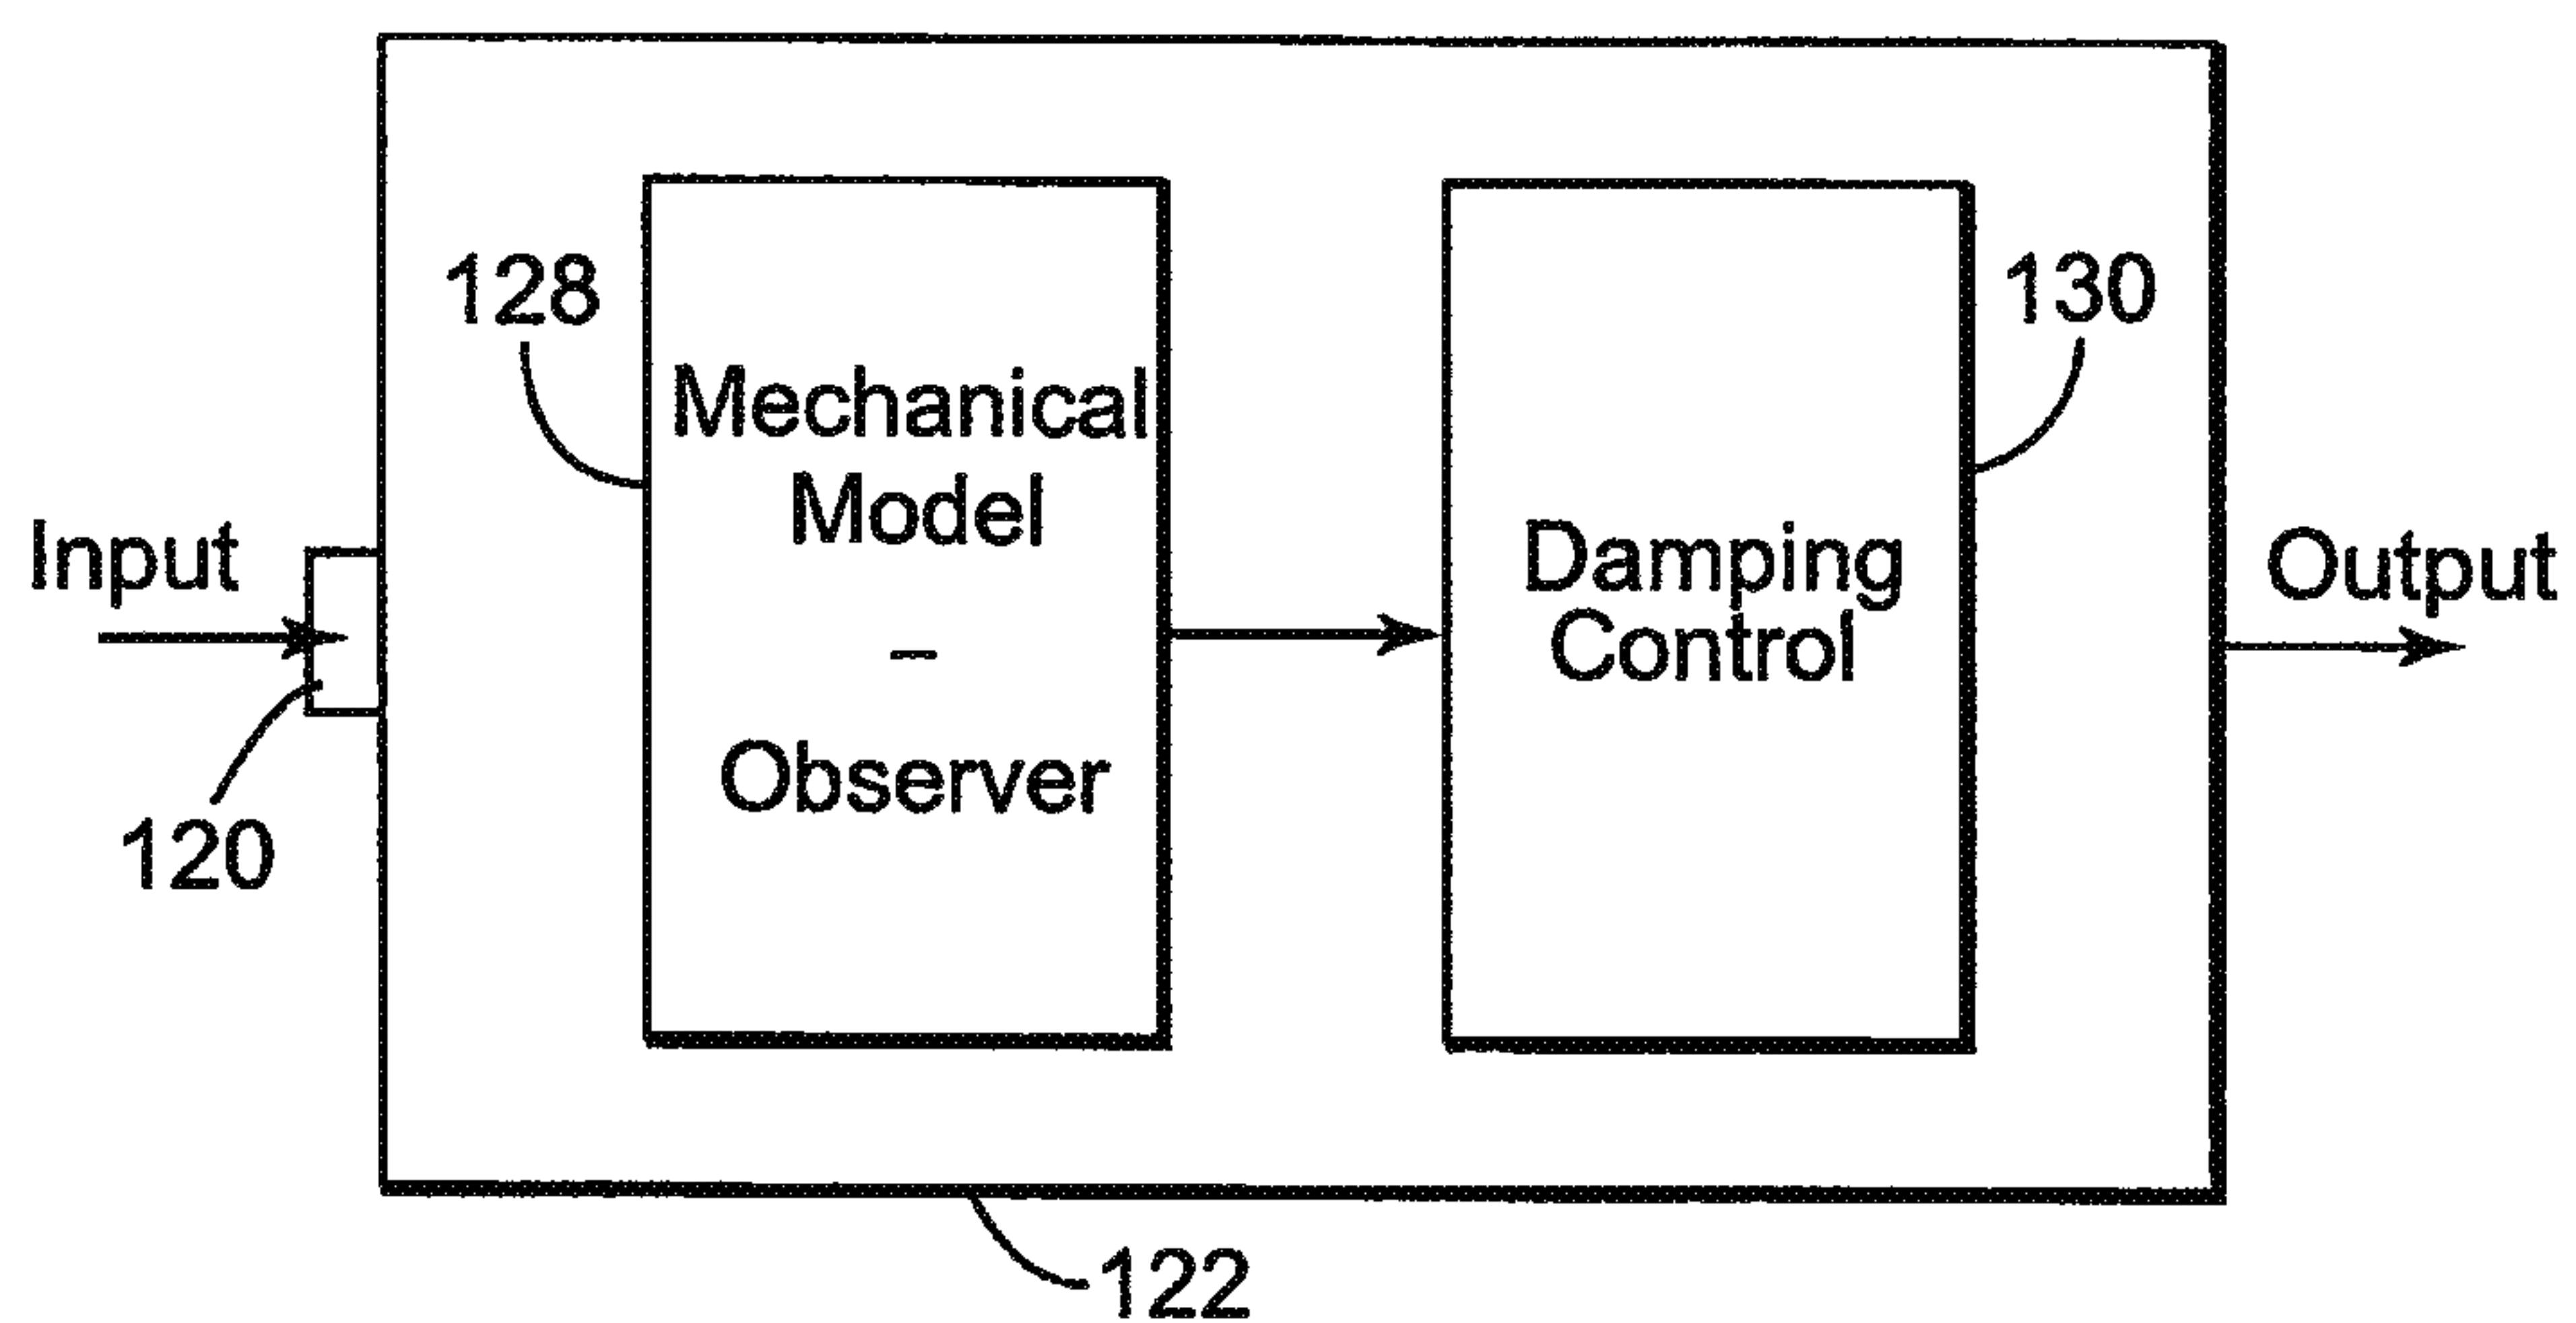 128
130
Mechanical
Model
–
Observer
Damping
Control
Input
Output
120
122